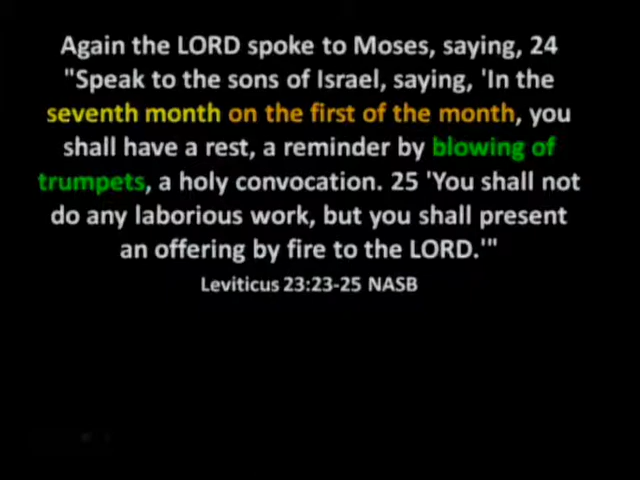 Again the LORD spoke to Moses, saying, 24
"Speak to the sons of Israel, saying, 'In the
seventh month on the first of the month, you
shall have a rest, a reminder by blowing of
trumpets, a holy convocation. 25 'You shall not
do any laborious work, but you shall present
an offering by fire to the LORD.'"
Leviticus 23:23-25 NASB